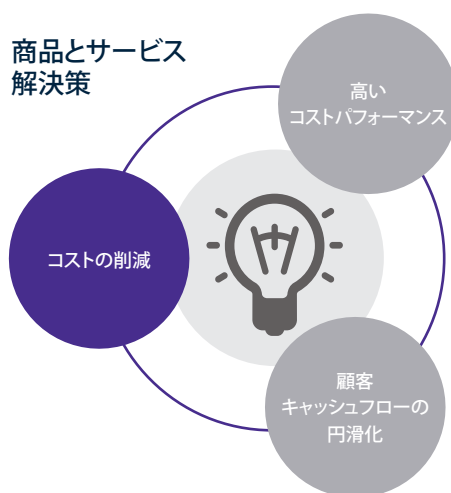 商品とサービス
解決策
高い
コストパフォーマンス
コストの削減
顧客
キャッシュフローの
円滑化